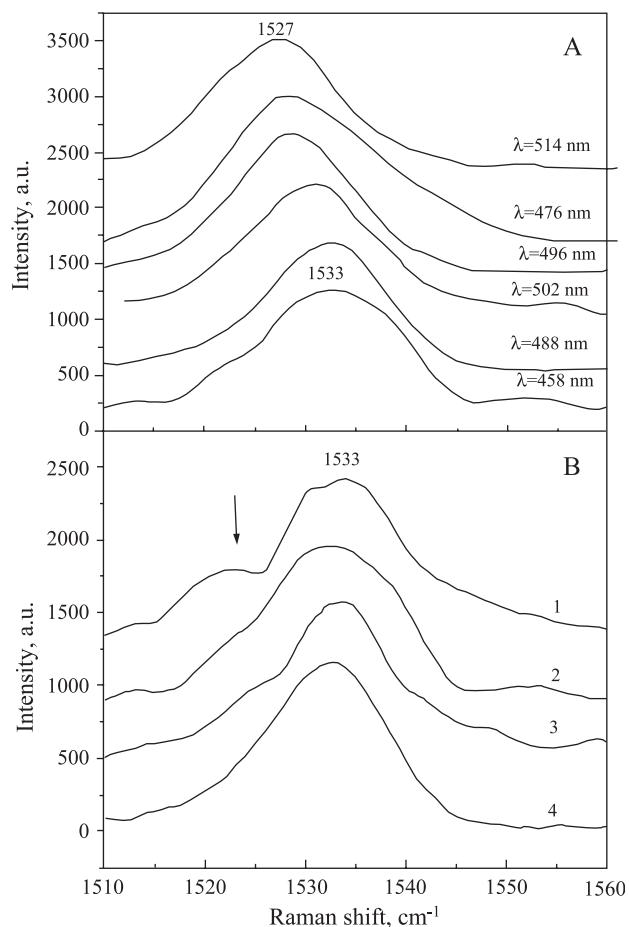 A
1527
3500
3000
2500
2000
1500
1000
500
0
Intensity, a.u.
λ=514 nm
λ=476 nm
λ=496 nm
λ=502 nm
1533
λ=488 nm
λ=458 nm
B
1533
2500
2000
1500
1000
500
0
Intensity, a.u.
1
2
3
4
1510 1520 1530 1540 1550 1560
Raman shift, cm⁻¹